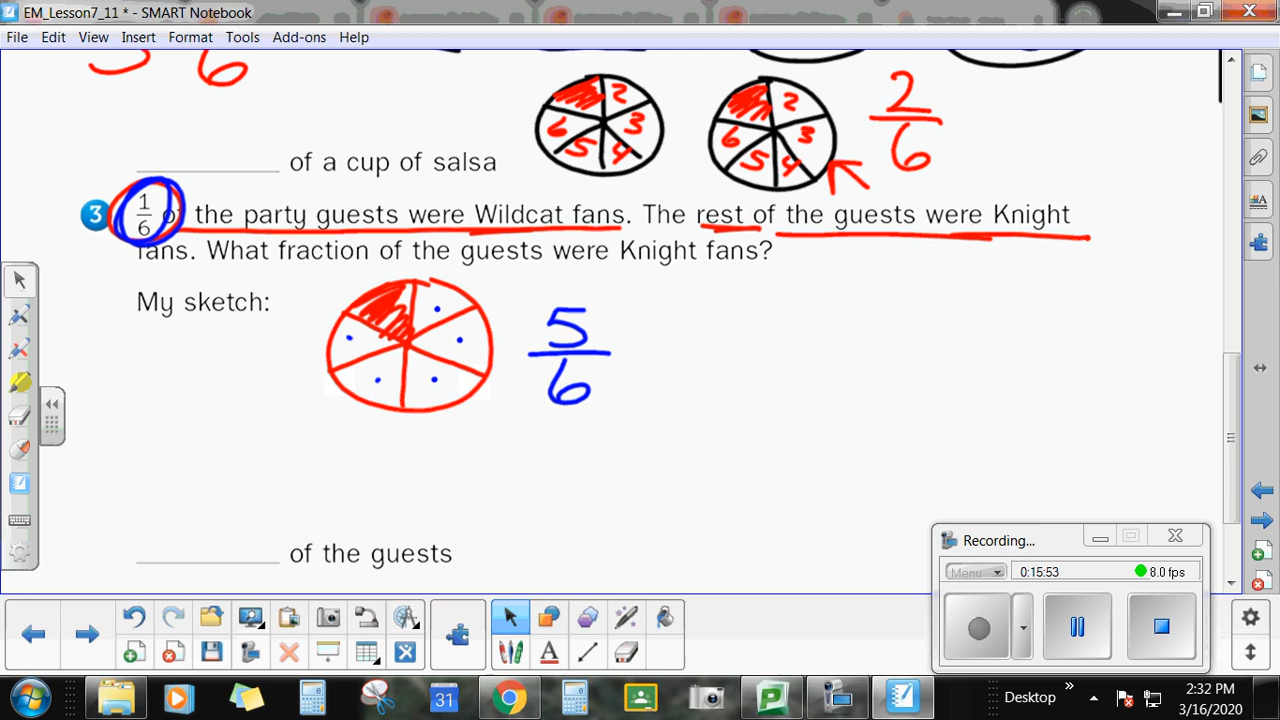 EM_Lesson7_11 * - SMART Notebook
File Edit View Insert Format Tools Add-ons Help
6
2 3 4 5 6
2 3 4 5 6
2/6
________ of a cup of salsa
3 1/6 of the party guests were Wildcat fans. The rest of the guests were Knight
fans. What fraction of the guests were Knight fans?
My sketch:
5/6
________ of the guests
Recording...
Menu 0:15:53 8.0 fps
31
Desktop »
2:32 PM
3/16/2020